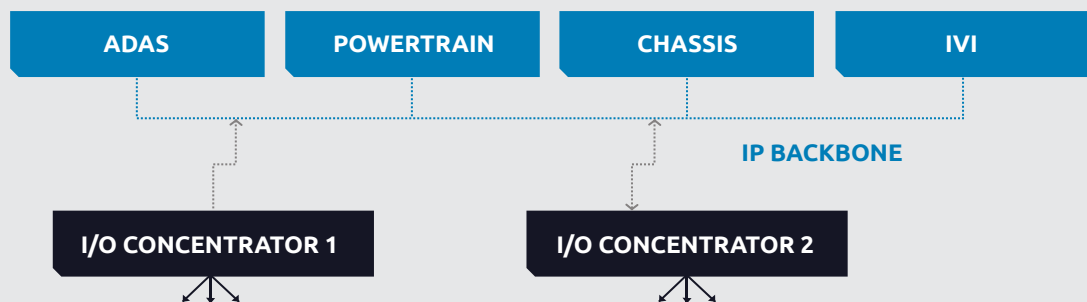 ADAS
POWERTRAIN
CHASSIS
IVI
IP BACKBONE
I/O CONCENTRATOR 1
I/O CONCENTRATOR 2